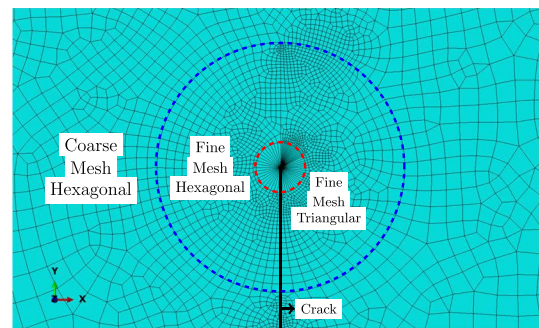 Coarse
Mesh
Hexagonal
Fine
Mesh
Hexagonal
Fine
Mesh
Triangular
Y
X
Crack